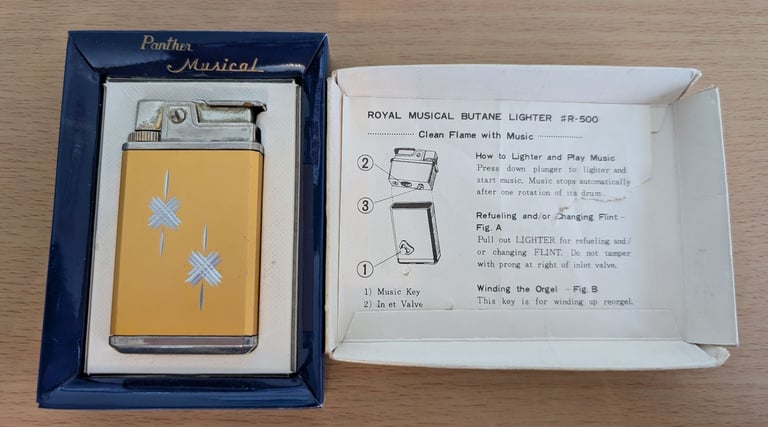 Panther
Musical
ROYAL MUSICAL BUTANE LIGHTER #R-500
Clean Flame with Music
How to Lighter and Play Music
Press down plunger to lighter and
start music. Music stops automatically
after one rotation of its drum.
Refueling and/or Changing Flint-
Fig. A
Pull out LIGHTER for refueling and/
or changing FLINT. Do not tamper
with prong at right of inlet valve.
Winding the Orgel - Fig. B
This key is for winding up reorgel.
2
3
1
1) Music Key
2) In et Valve